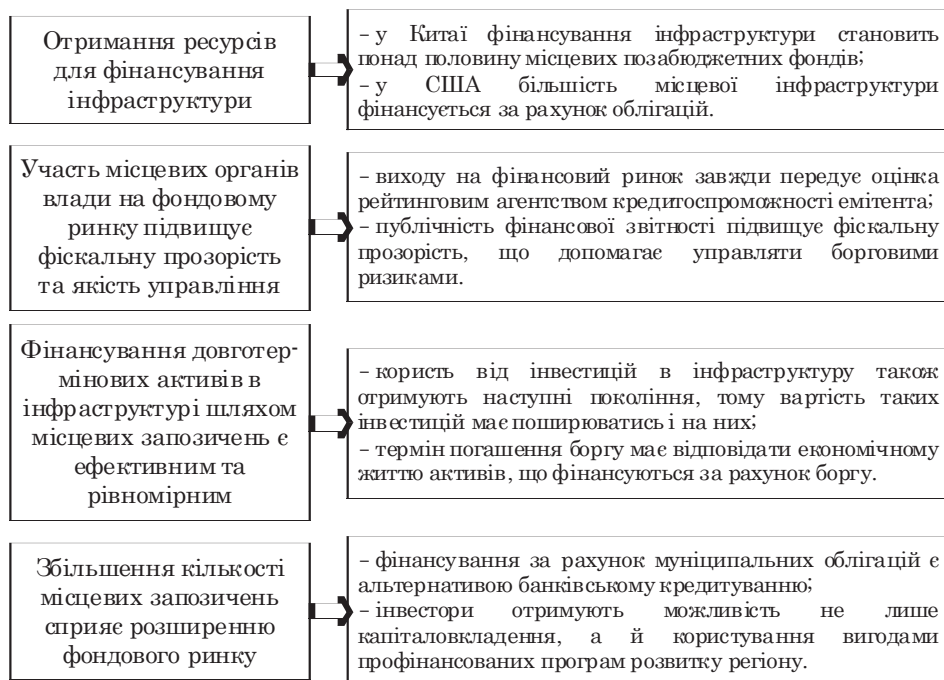 Отримання ресурсів
для фінансування
інфраструктури
– у Китаї фінансування інфраструктури становить
понад половину місцевих позабюджетних фондів;
– у США більшість місцевої інфраструктури
фінансується за рахунок облігацій.
Участь місцевих органів
влади на фондовому
ринку підвищує
фіскальну прозорість
та якість управління
– виходу на фінансовий ринок завжди передує оцінка
рейтинговим агентством кредитоспроможності емітента;
– публічність фінансової звітності підвищує фіскальну
прозорість, що допомагає управляти борговими
ризиками.
Фінансування довготер-
мінових активів в
інфраструктурі шляхом
місцевих запозичень є
ефективним та
рівномірним
– користь від інвестицій в інфраструктуру також
отримують наступні покоління, тому вартість таких
інвестицій має поширюватись і на них;
– термін погашення боргу має відповідати економічному
життю активів, що фінансуються за рахунок боргу.
Збільшення кількості
місцевих запозичень
сприяє розширенню
фондового ринку
– фінансування за рахунок муніципальних облігацій є
альтернативою банківському кредитуванню;
– інвестори отримують можливість не лише
капіталовкладення, а й користування вигодами
профінансованих програм розвитку регіону.